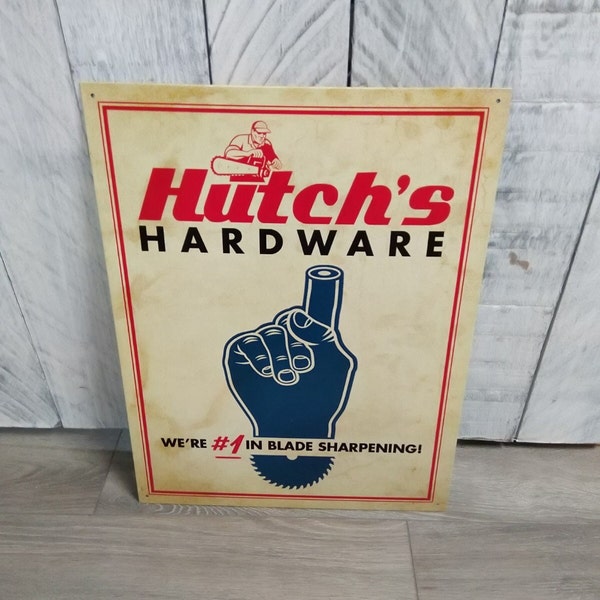 Hutch's
HARDWARE
WE'RE #1 IN BLADE SHARPENING!